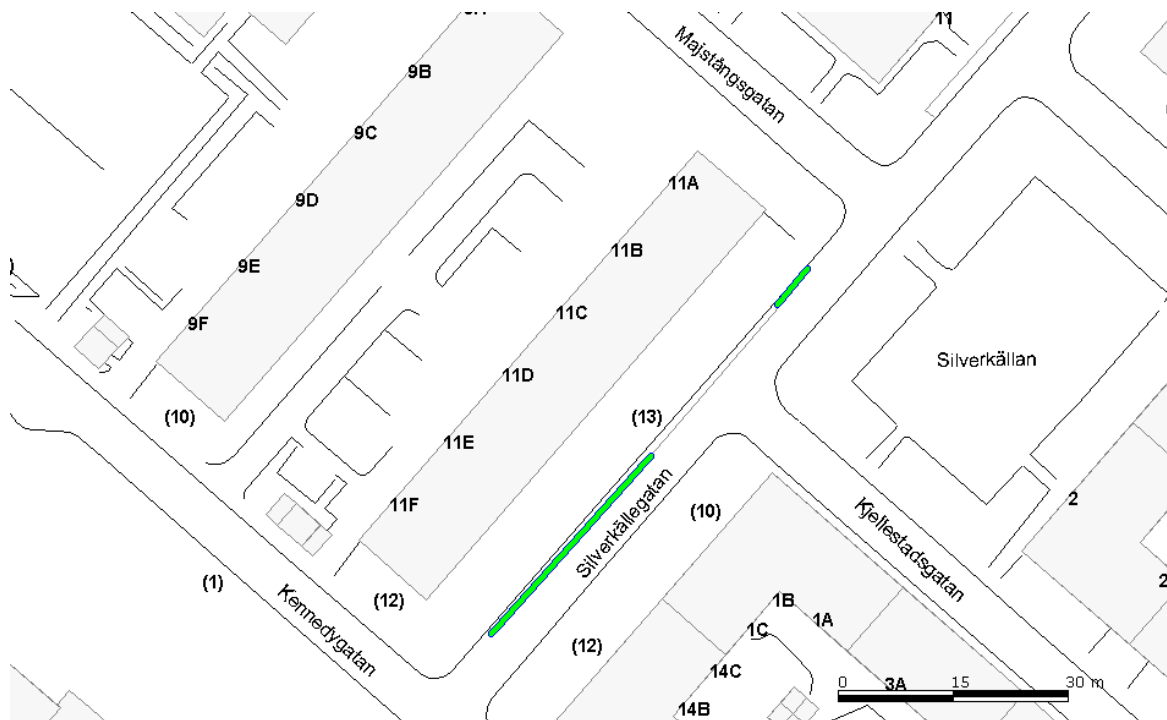 11
Majstångsgatan
9B
9C
11A
9D
11B
9E
11C
9F
Silverkällan
11D
(10)
(13)
11E
11F
2
(10)
Silverkällegatan
Kjellestadsgatan
(1)
(12)
1B
1A
1C
Kennedygatan
(12)
14C
14B
3A
0
15
30 m